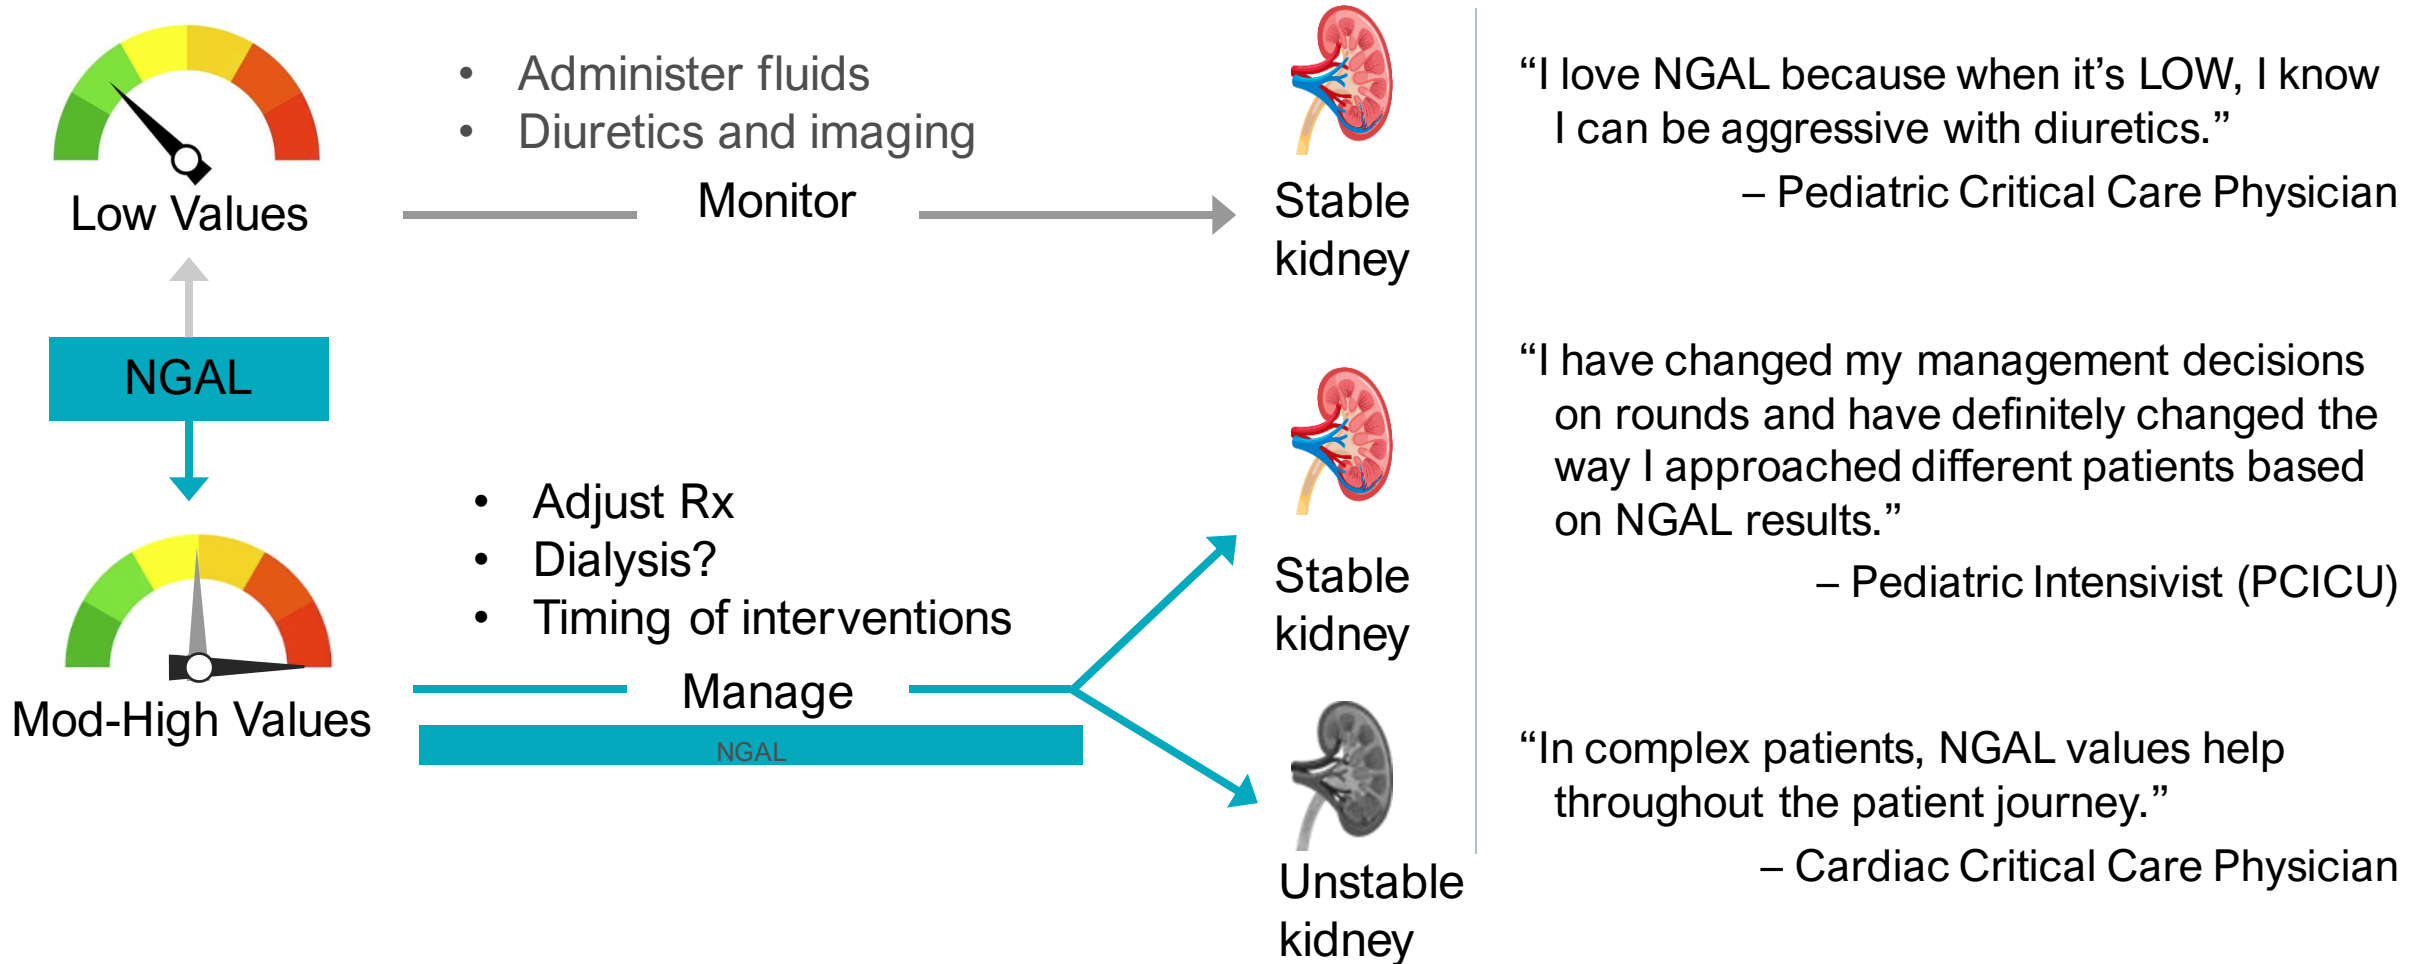 • Administer fluids
• Diuretics and imaging
Low Values
Monitor
Stable
kidney
NGAL
• Adjust Rx
• Dialysis?
• Timing of interventions
Mod-High Values
Manage
NGAL
Stable
kidney
Unstable
kidney
“I love NGAL because when it’s LOW, I know
I can be aggressive with diuretics.”
– Pediatric Critical Care Physician
“I have changed my management decisions
on rounds and have definitely changed the
way I approached different patients based
on NGAL results.”
– Pediatric Intensivist (PCICU)
“In complex patients, NGAL values help
throughout the patient journey.”
– Cardiac Critical Care Physician